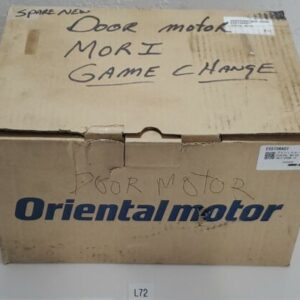 SPARE NEW
DOOR MOTOR
MORI
GAME CHANGE
DOOR MOTOR
Orientalmotor
L72